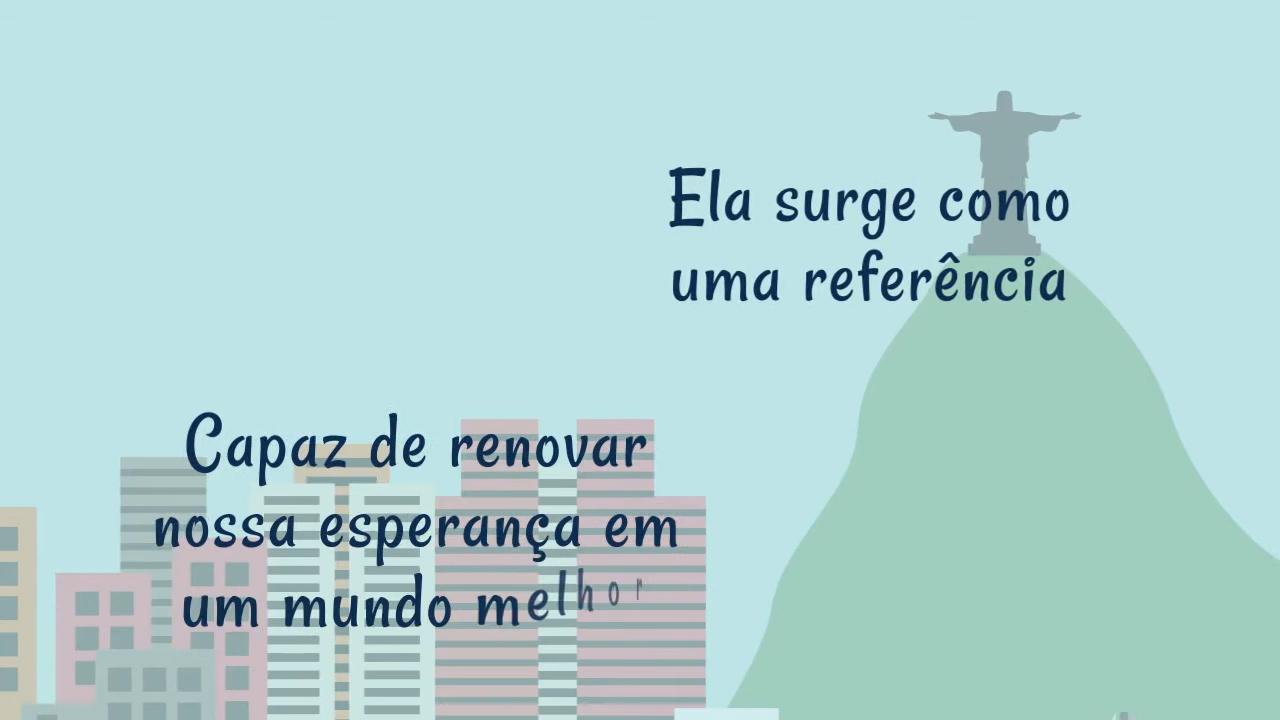 Ela surge como
uma referência
Capaz de renovar
nossa esperança em
um mundo melhor